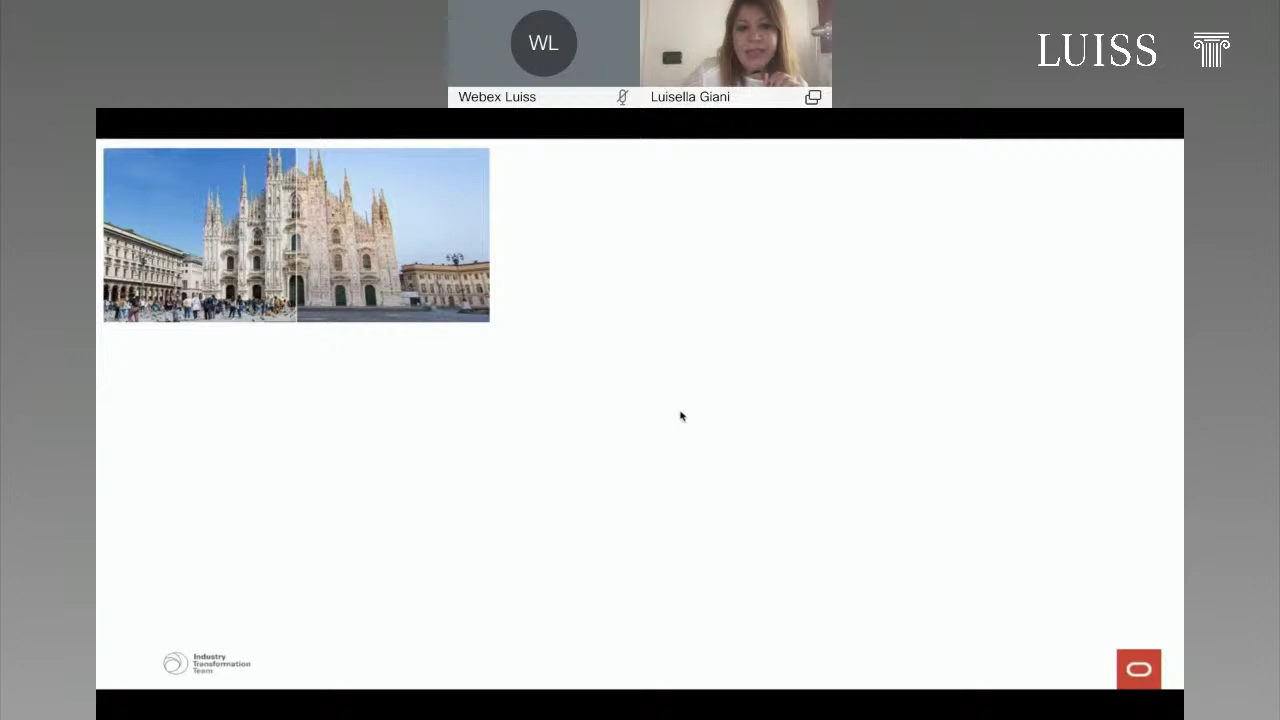 WL
LUISS
Webex Luiss
Luisella Giani
Industry
Transformation
Team